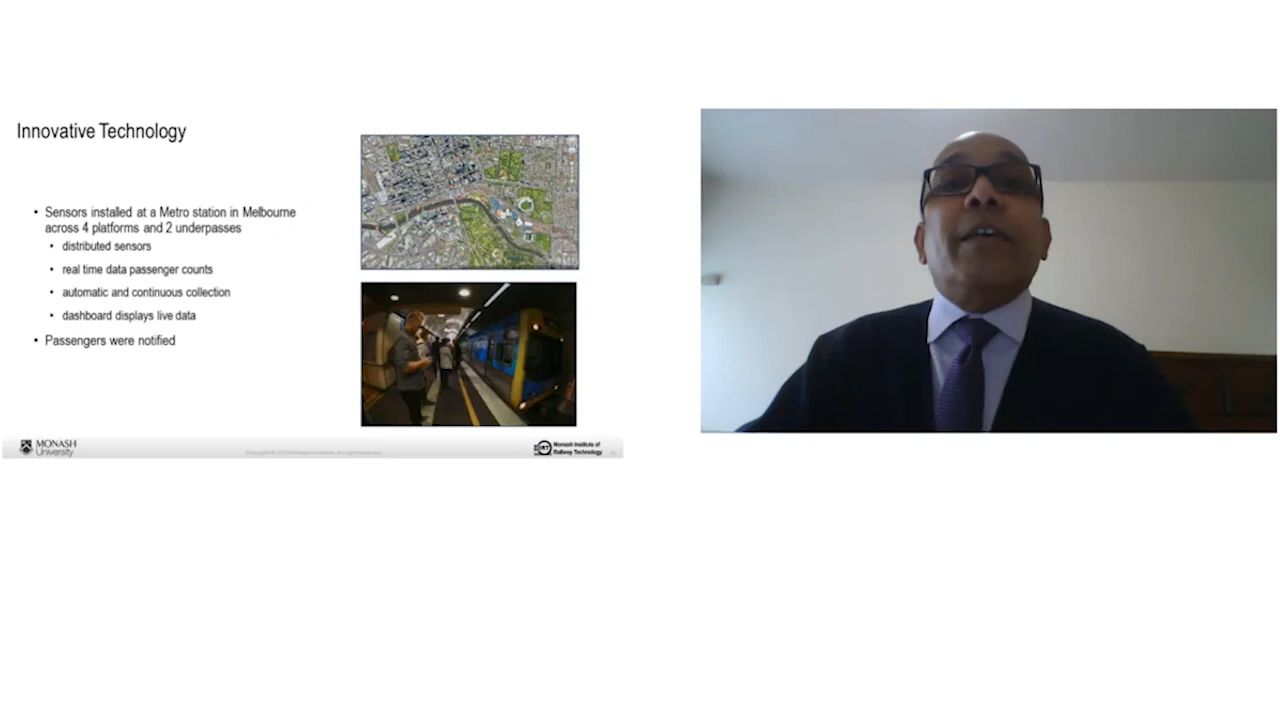 Innovative Technology
• Sensors installed at a Metro station in Melbourne
across 4 platforms and 2 underpasses
• distributed sensors
• real time data passenger counts
• automatic and continuous collection
• dashboard displays live data
• Passengers were notified
MONASH
University
Monash Institute of
Railway Technology